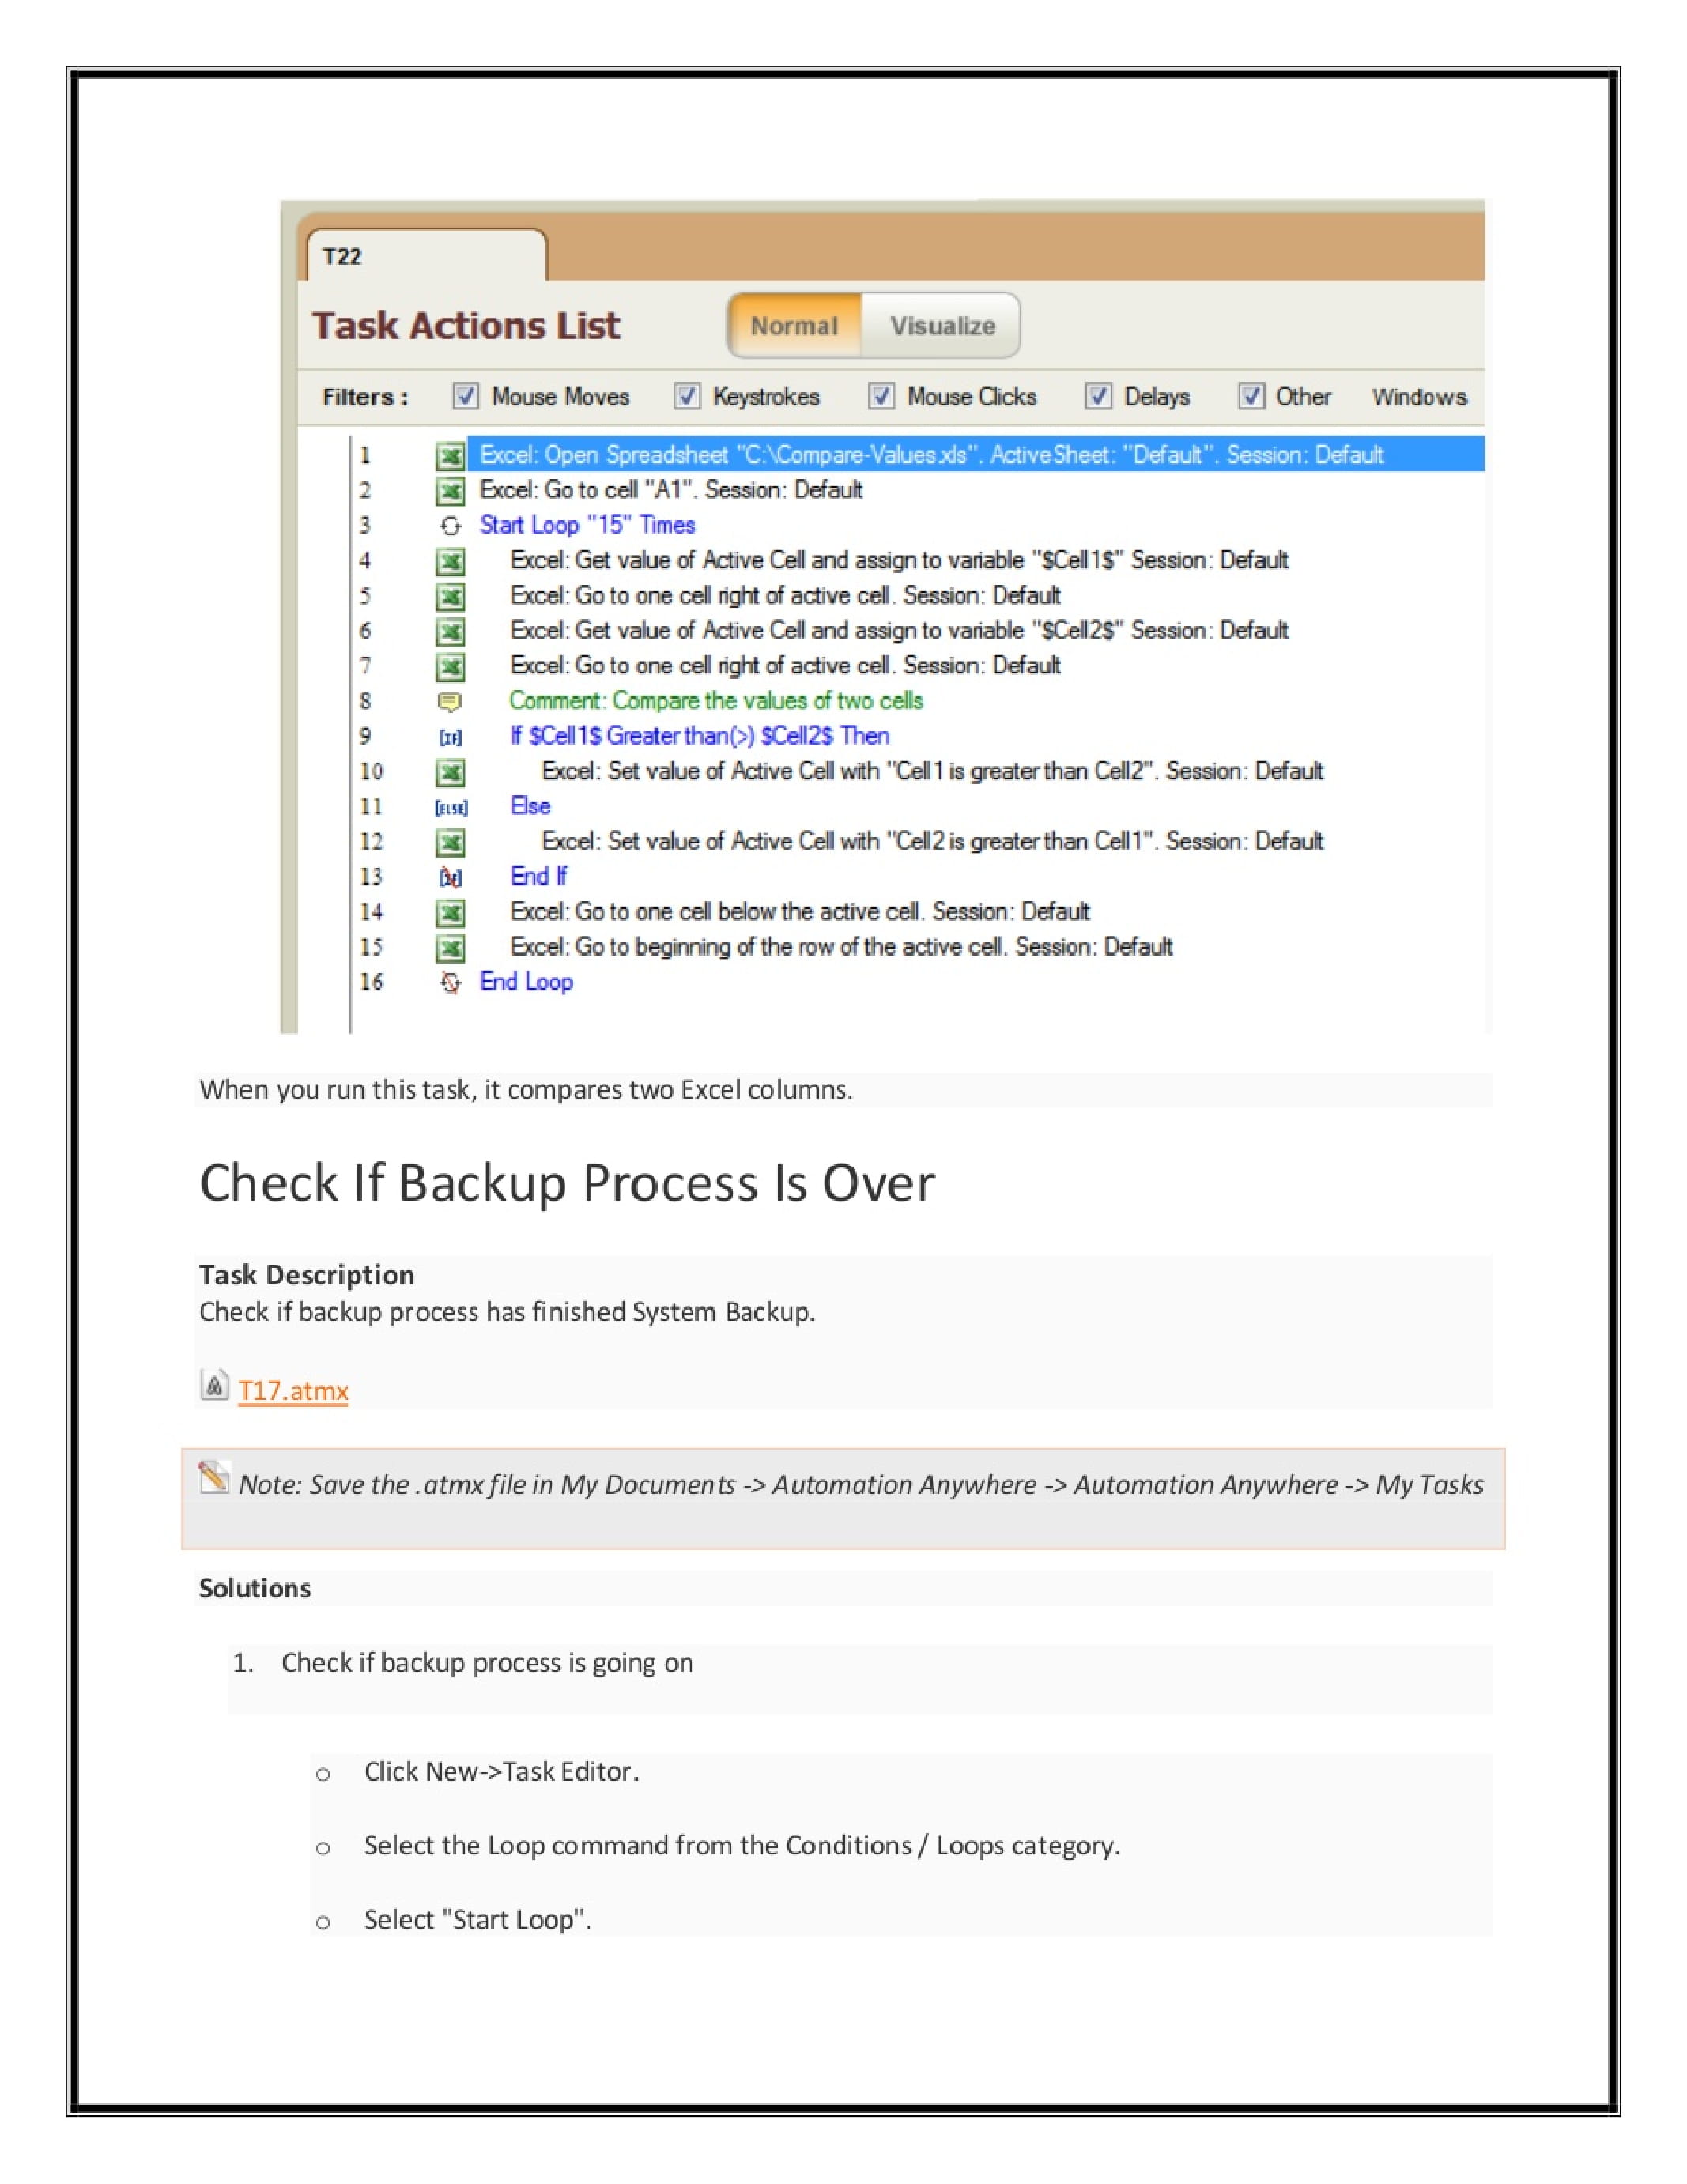 T22
Task Actions List Normal Visualize
Filters : Mouse Moves Keystrokes Mouse Clicks Delays Other Windows
1 Excel: Open Spreadsheet "C:\Compare-Values.xls". ActiveSheet: "Default". Session: Default
2 Excel: Go to cell "A1". Session: Default
3 Start Loop "15" Times
4 Excel: Get value of Active Cell and assign to variable "$Cell1$" Session: Default
5 Excel: Go to one cell right of active cell. Session: Default
6 Excel: Get value of Active Cell and assign to variable "$Cell2$" Session: Default
7 Excel: Go to one cell right of active cell. Session: Default
8 Comment: Compare the values of two cells
9 [IF] If $Cell1$ Greater than(>) $Cell2$ Then
10 Excel: Set value of Active Cell with "Cell1 is greater than Cell2". Session: Default
11 [ELSE] Else
12 Excel: Set value of Active Cell with "Cell2 is greater than Cell1". Session: Default
13 End If
14 Excel: Go to one cell below the active cell. Session: Default
15 Excel: Go to beginning of the row of the active cell. Session: Default
16 End Loop
When you run this task, it compares two Excel columns.
Check If Backup Process Is Over
Task Description
Check if backup process has finished System Backup.
T17.atmx
Note: Save the .atmx file in My Documents -> Automation Anywhere -> Automation Anywhere -> My Tasks
Solutions
1. Check if backup process is going on
o Click New->Task Editor.
o Select the Loop command from the Conditions / Loops category.
o Select "Start Loop".